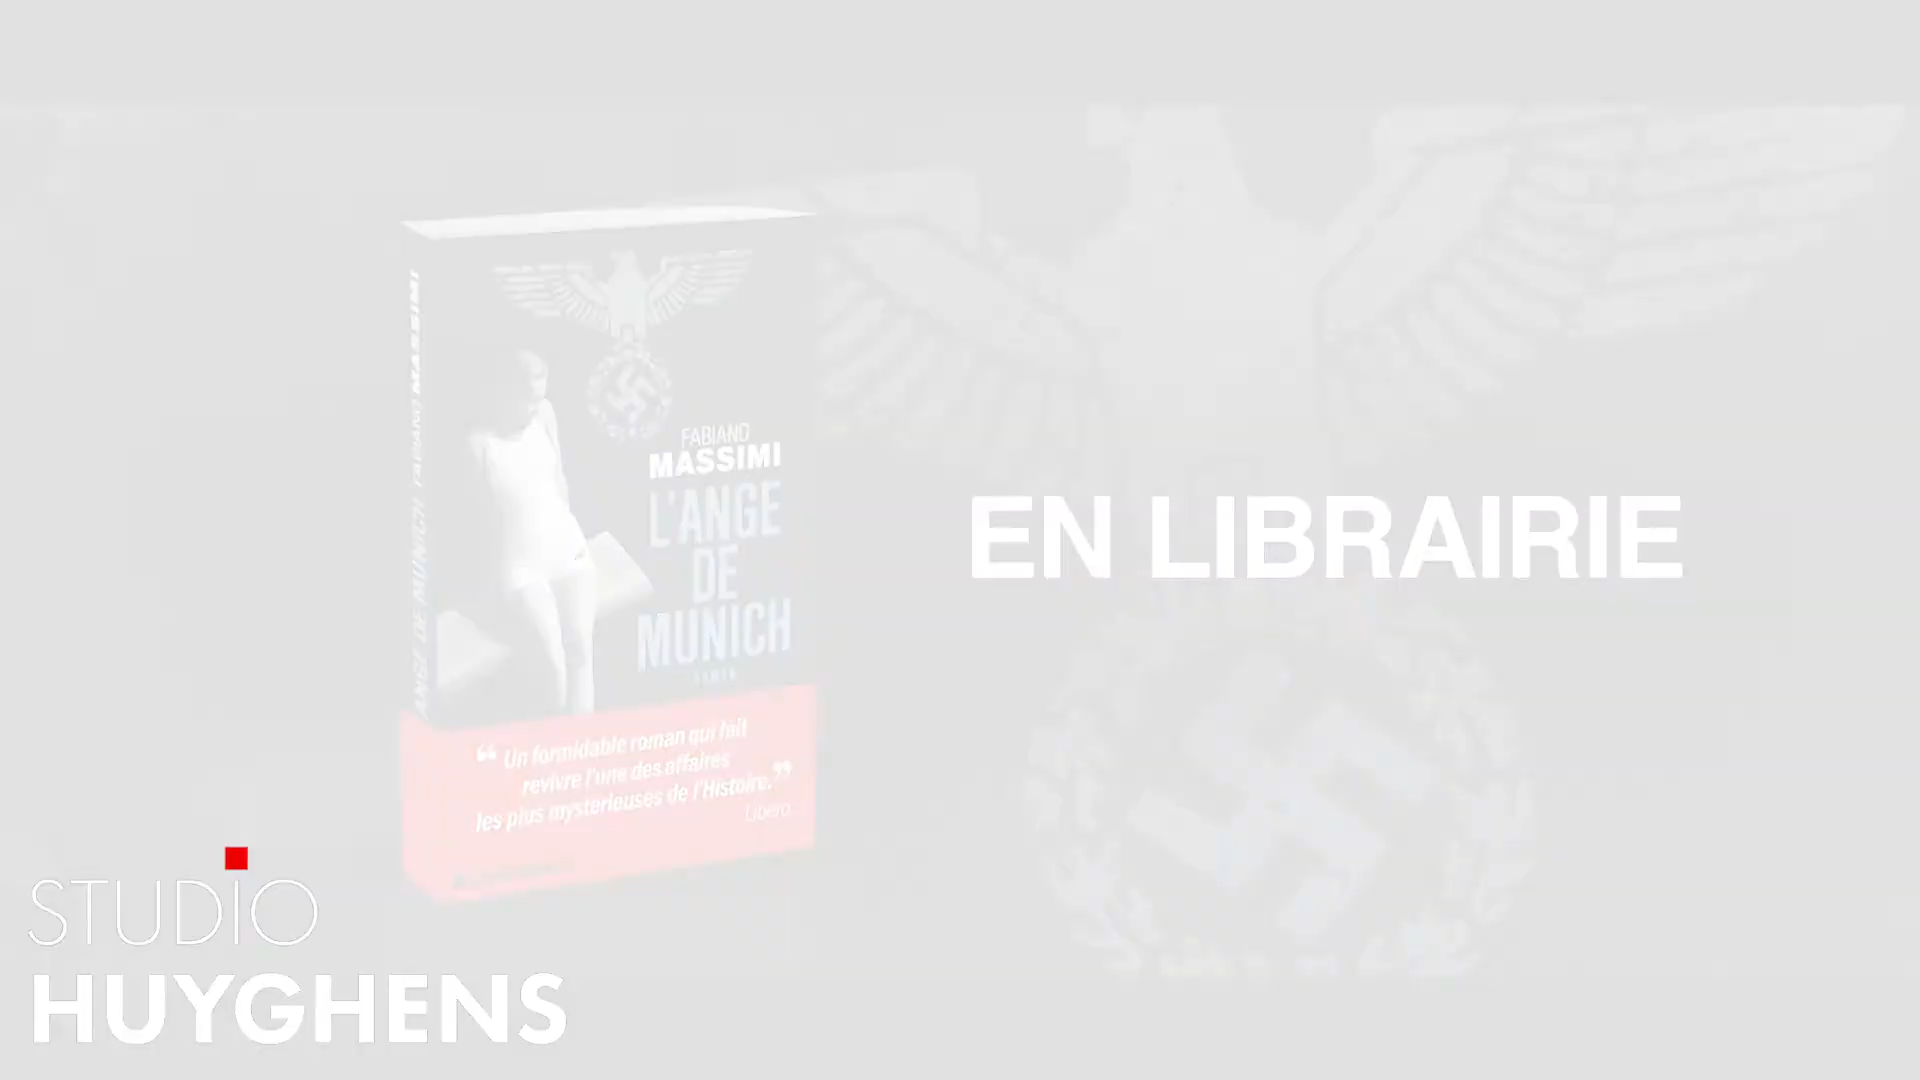 FABIANO MASSIMI
L'ANGE DE MUNICH
FABIANO
MASSIMI
L'ANGE
DE
MUNICH
ROMAN
“ Un formidable roman qui fait
revivre l'une des affaires
les plus mystérieuses de l'Histoire. ”
Libero
EN LIBRAIRIE
STUDIO
HUYGHENS